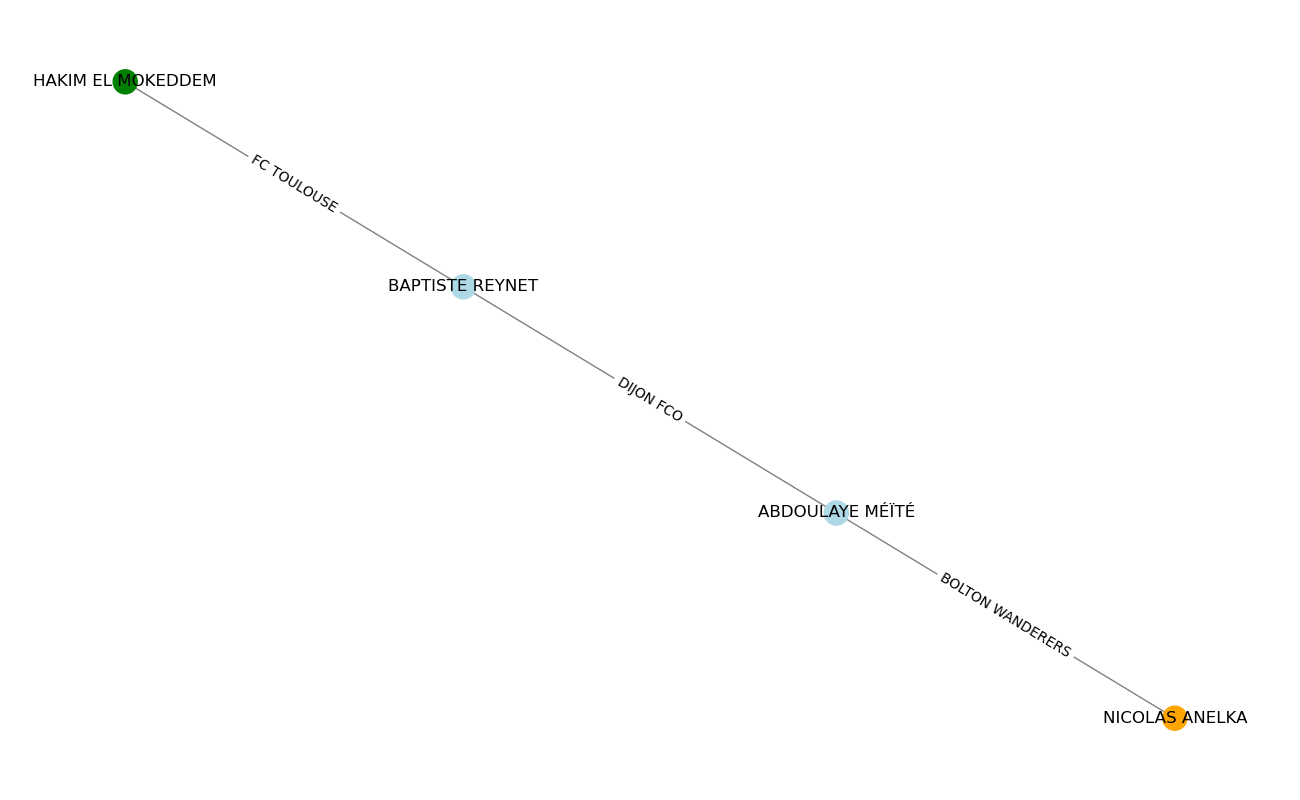 HAKIM EL MOKEDDEM
FC TOULOUSE
BAPTISTE REYNET
DIJON FCO
ABDOULAYE MÉÏTÉ
BOLTON WANDERERS
NICOLAS ANELKA